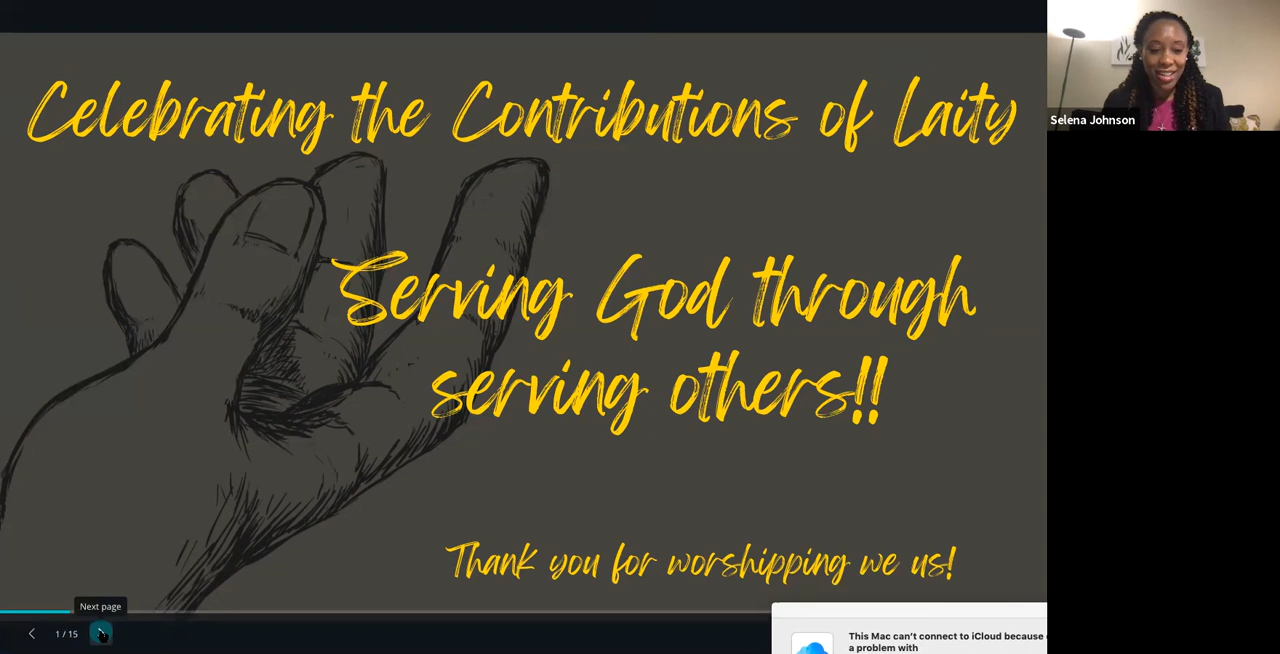 Celebrating the Contributions of Laity
Serving God through
serving others!!
Thank you for worshipping we us!
Selena Johnson
Next page
1 / 15
This Mac can't connect to iCloud because
a problem with